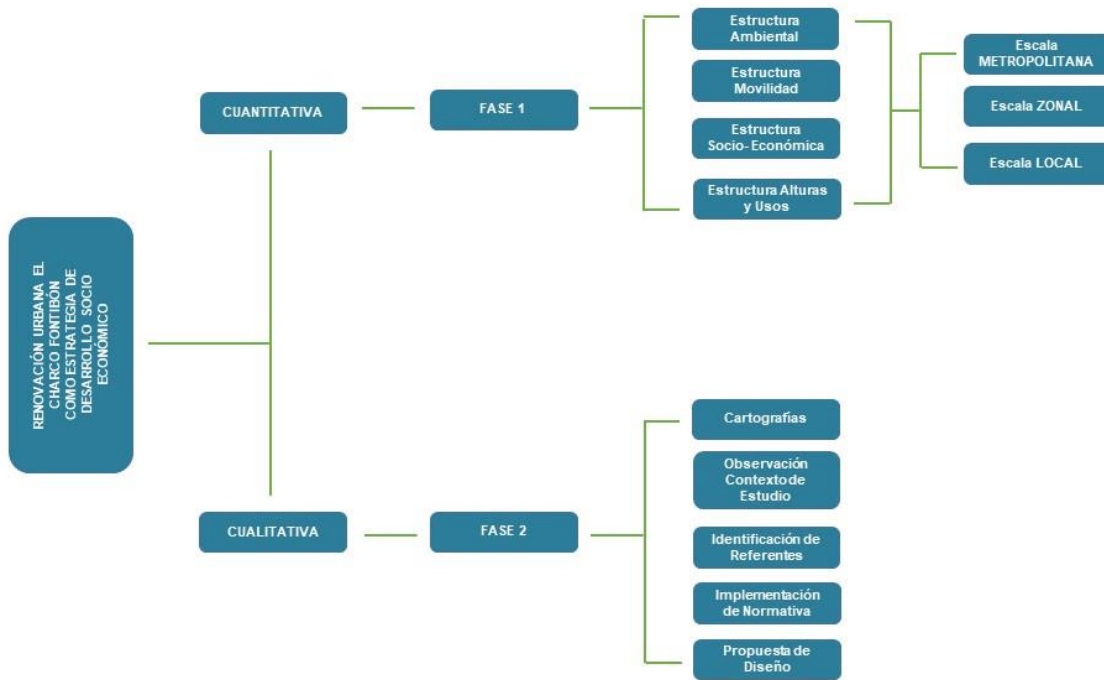 RENOVACIÓN URBANA EL
CHARCO FONTIBÓN
COMO ESTRATEGIA DE
DESARROLLO SOCIO
ECONÓMICO
CUANTITATIVA
FASE 1
Estructura
Ambiental
Estructura
Movilidad
Estructura
Socio-Económica
Estructura Alturas
y Usos
Escala
METROPOLITANA
Escala ZONAL
Escala LOCAL
CUALITATIVA
FASE 2
Cartografías
Observación
Contexto de
Estudio
Identificación de
Referentes
Implementación
de Normativa
Propuesta de
Diseño